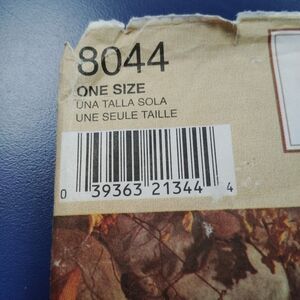 8044
ONE SIZE
UNA TALLA SOLA
UNE SEULE TAILLE
0 39363 21344 4